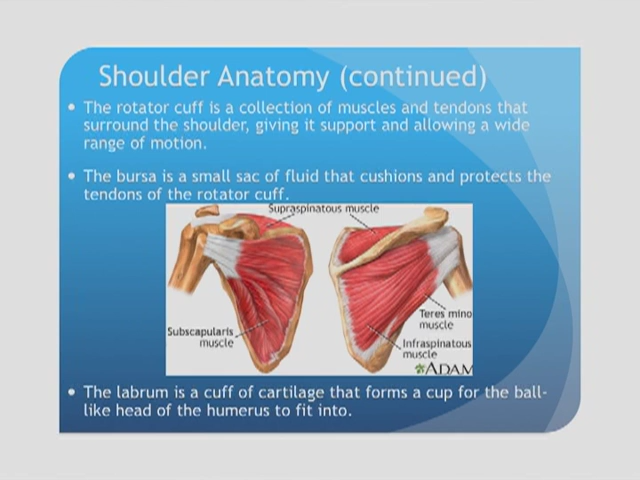 Shoulder Anatomy (continued)
• The rotator cuff is a collection of muscles and tendons that
surround the shoulder, giving it support and allowing a wide
range of motion.
• The bursa is a small sac of fluid that cushions and protects the
tendons of the rotator cuff.
Supraspinatous muscle
Subscapularis
muscle
Teres mino
muscle
Infraspinatous
muscle
ADAM
• The labrum is a cuff of cartilage that forms a cup for the ball-
like head of the humerus to fit into.